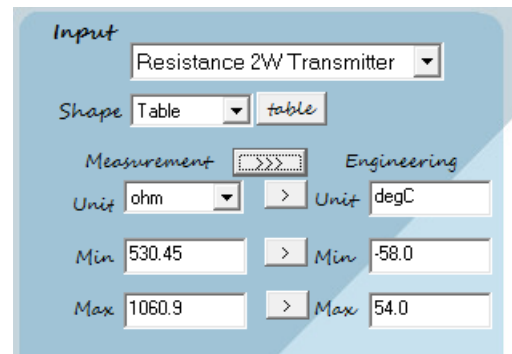 Input
Resistance 2W Transmitter
Shape Table table
Measurement >>> Engineering
Unit ohm > Unit degC
Min 530.45 > Min -58.0
Max 1060.9 > Max 54.0